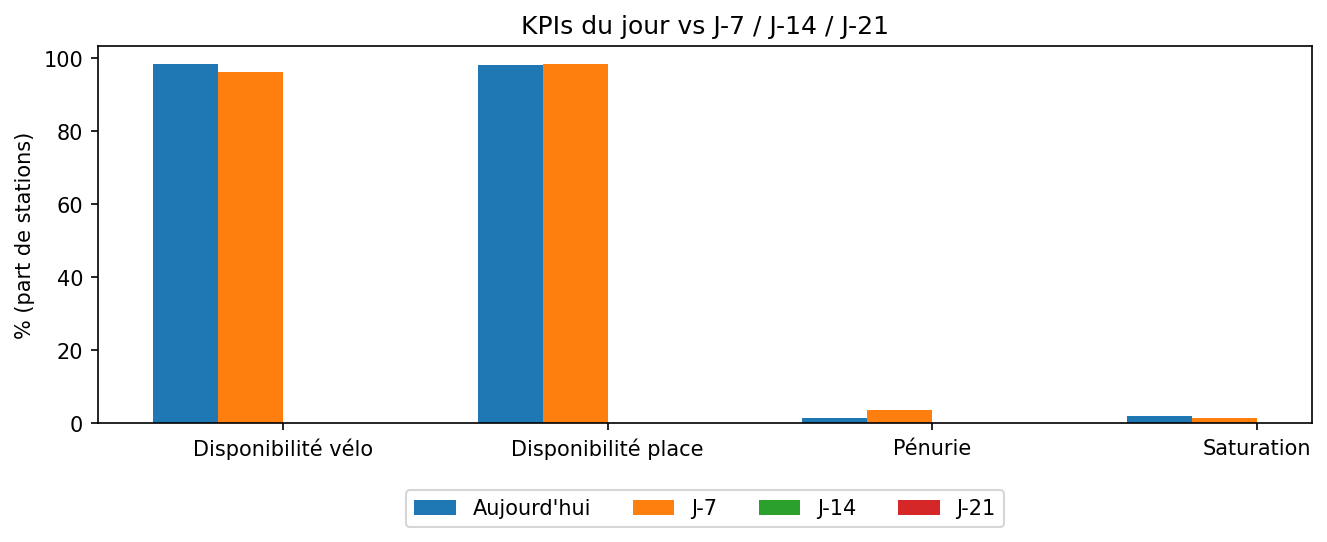 KPIs du jour vs J-7 / J-14 / J-21
% (part de stations)
100
80
60
40
20
0
Disponibilité vélo Disponibilité place Pénurie Saturation
Aujourd'hui J-7 J-14 J-21